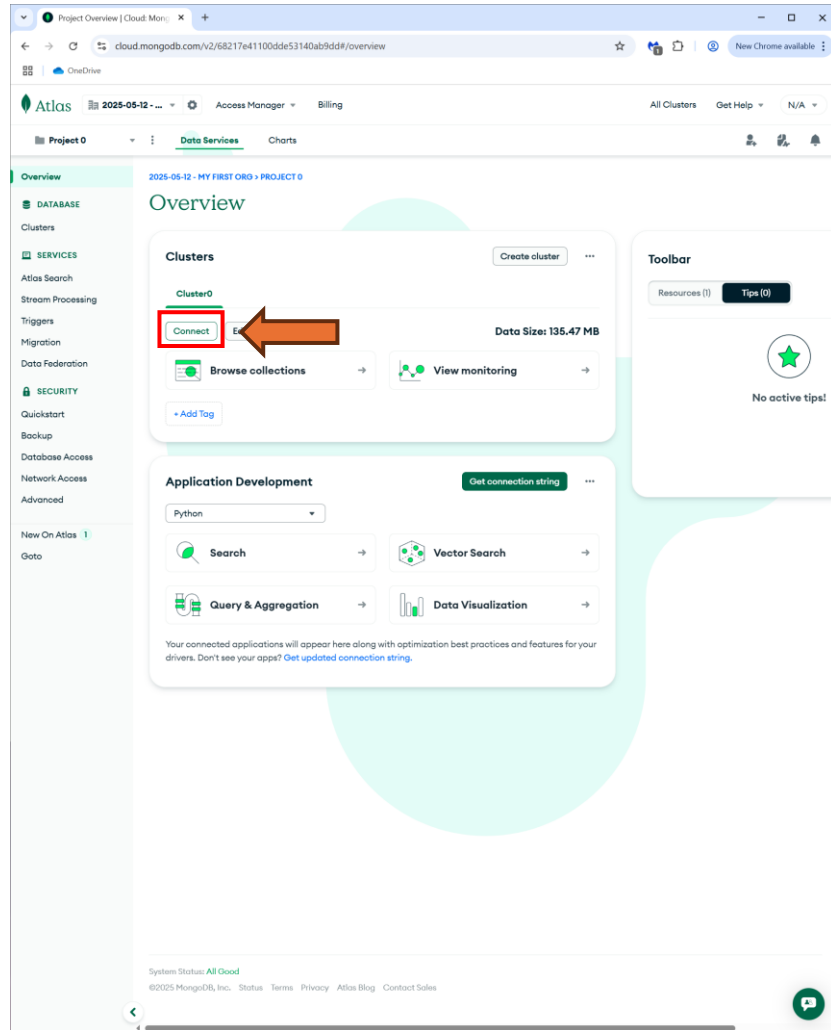 Project Overview | Cloud: Mong
cloud.mongodb.com/v2/68217e41100dde53140ab9dd#/overview
1
New Chrome available
OneDrive
Atlas
2025-05-12 - ...
Access Manager
Billing
All Clusters
Get Help
N/A
Project 0
Data Services
Charts
Overview
DATABASE
Clusters
SERVICES
Atlas Search
Stream Processing
Triggers
Migration
Data Federation
SECURITY
Quickstart
Backup
Database Access
Network Access
Advanced
New On Atlas 1
Goto
2025-05-12 - MY FIRST ORG > PROJECT 0
Overview
Clusters
Create cluster
Cluster0
Connect
Data Size: 135.47 MB
Browse collections
View monitoring
+ Add Tag
Application Development
Get connection string
Python
Search
Vector Search
Query & Aggregation
Data Visualization
Your connected applications will appear here along with optimization best practices and features for your
drivers. Don't see your apps? Get updated connection string.
Toolbar
Resources (1)
Tips (0)
No active tips!
System Status: All Good
©2025 MongoDB, Inc. Status Terms Privacy Atlas Blog Contact Sales